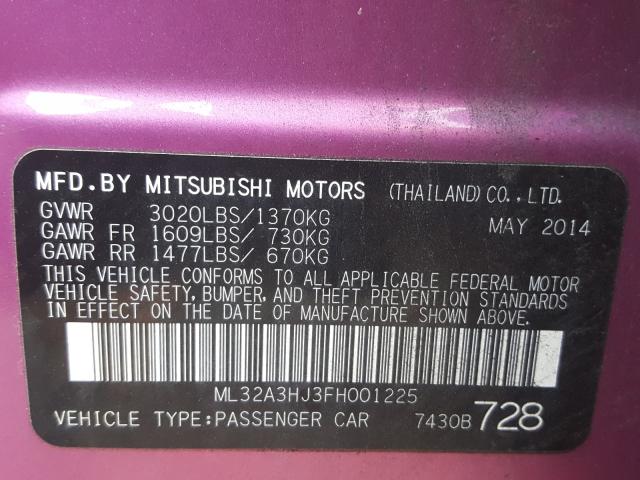 MFD.BY MITSUBISHI MOTORS (THAILAND)CO.,LTD.
GVWR 3020LBS/1370KG MAY 2014
GAWR FR 1609LBS/ 730KG
GAWR RR 1477LBS/ 670KG
THIS VEHICLE CONFORMS TO ALL APPLICABLE FEDERAL MOTOR
VEHICLE SAFETY, BUMPER, AND THEFT PREVENTION STANDARDS
IN EFFECT ON THE DATE OF MANUFACTURE SHOWN ABOVE.
ML32A3HJ3FH001225
VEHICLE TYPE:PASSENGER CAR 7430B 728